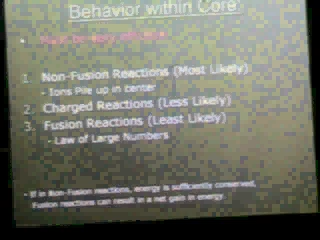 Behavior within Core
1. Non-Fusion Reactions (Most Likely)
- Ions Pile up in center
2. Charged Reactions (Less Likely)
3. Fusion Reactions (Least Likely)
- Law of Large Numbers
- If in Non-Fusion reactions, energy is sufficiently conserved,
Fusion reactions can result in a net gain in energy.